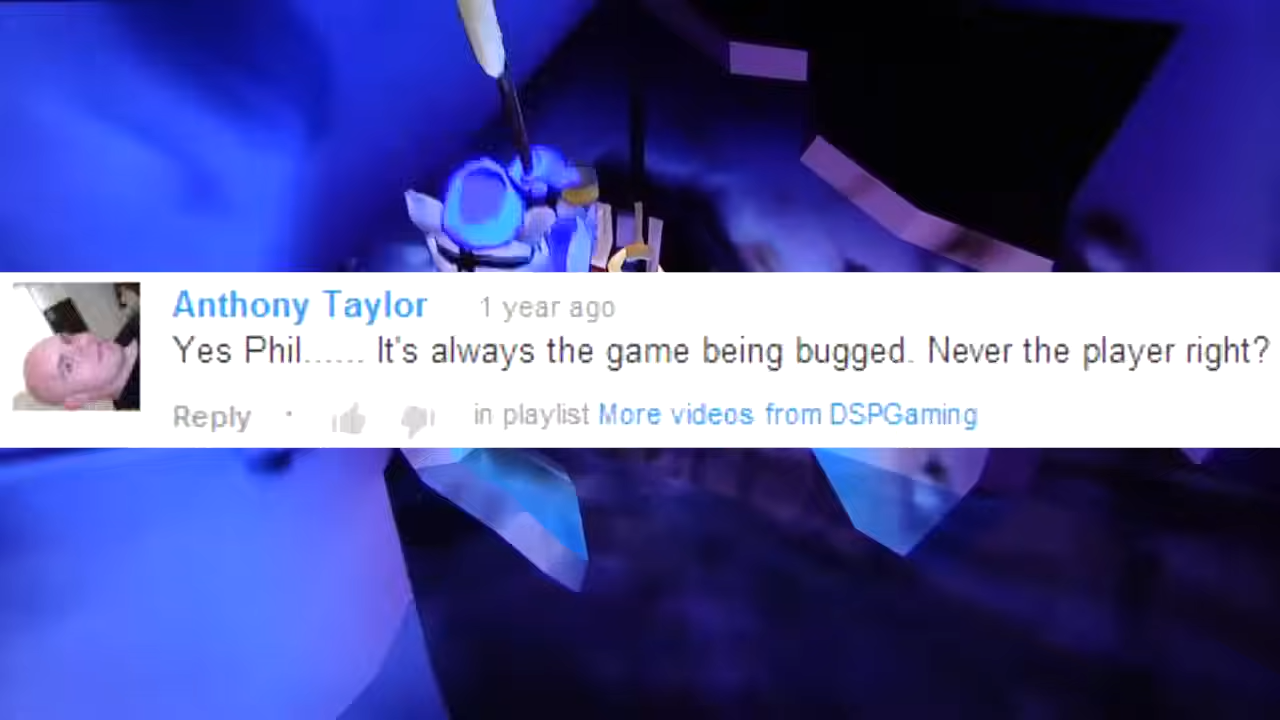 Anthony Taylor 1 year ago
Yes Phil...... It's always the game being bugged. Never the player right?
Reply · in playlist More videos from DSPGaming